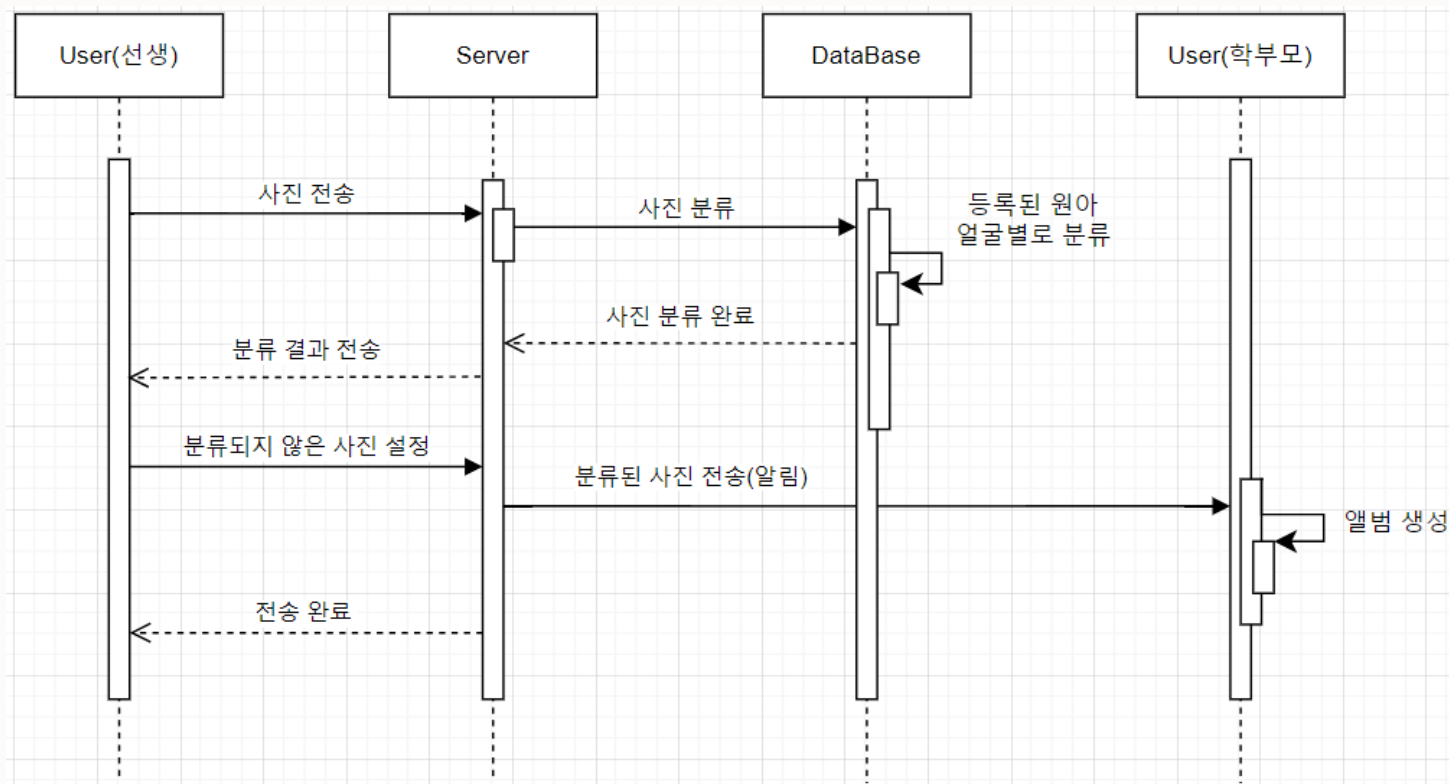 User(선생)
Server
DataBase
User(학부모)
사진 전송
사진 분류
등록된 원아
얼굴별로 분류
사진 분류 완료
분류 결과 전송
분류되지 않은 사진 설정
분류된 사진 전송(알림)
앨범 생성
전송 완료